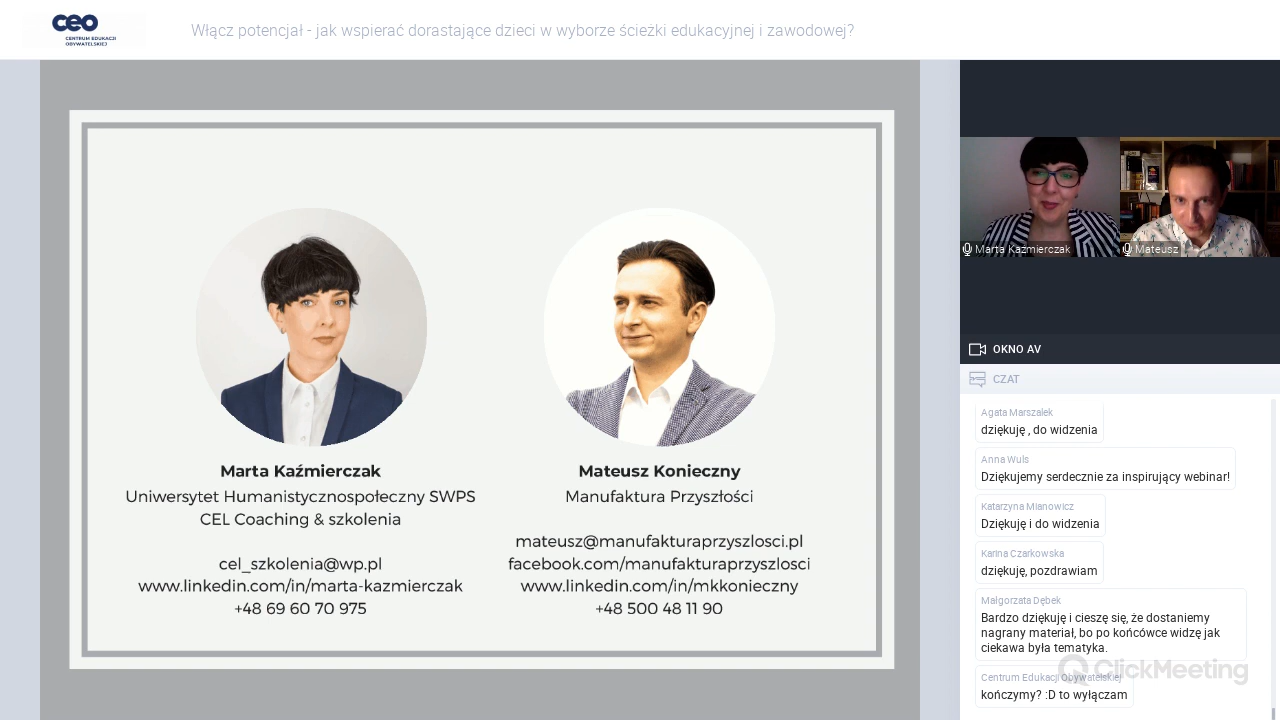 ceo
CENTRUM EDUKACJI
OBYWATELSKIEJ
Włącz potencjał - jak wspierać dorastające dzieci w wyborze ścieżki edukacyjnej i zawodowej?
Marta Kaźmierczak
Uniwersytet Humanistycznospołeczny SWPS
CEL Coaching & szkolenia
cel_szkolenia@wp.pl
www.linkedin.com/in/marta-kazmierczak
+48 69 60 70 975
Mateusz Konieczny
Manufaktura Przyszłości
mateusz@manufakturaprzyszlosci.pl
facebook.com/manufakturaprzyszlosci
www.linkedin.com/in/mkkonieczny
+48 500 48 11 90
Marta Kaźmierczak
Mateusz
OKNO AV
CZAT
Agata Marszałek
dziękuję , do widzenia
Anna Wuls
Dziękujemy serdecznie za inspirujący webinar!
Katarzyna Mianowicz
Dziękuję i do widzenia
Karina Czarkowska
dziękuję, pozdrawiam
Małgorzata Dębek
Bardzo dziękuję i cieszę się, że dostaniemy
nagrany materiał, bo po końcówce widzę jak
ciekawa była tematyka.
Centrum Edukacji Obywatelskiej
kończymy? :D to wyłączam
ClickMeeting